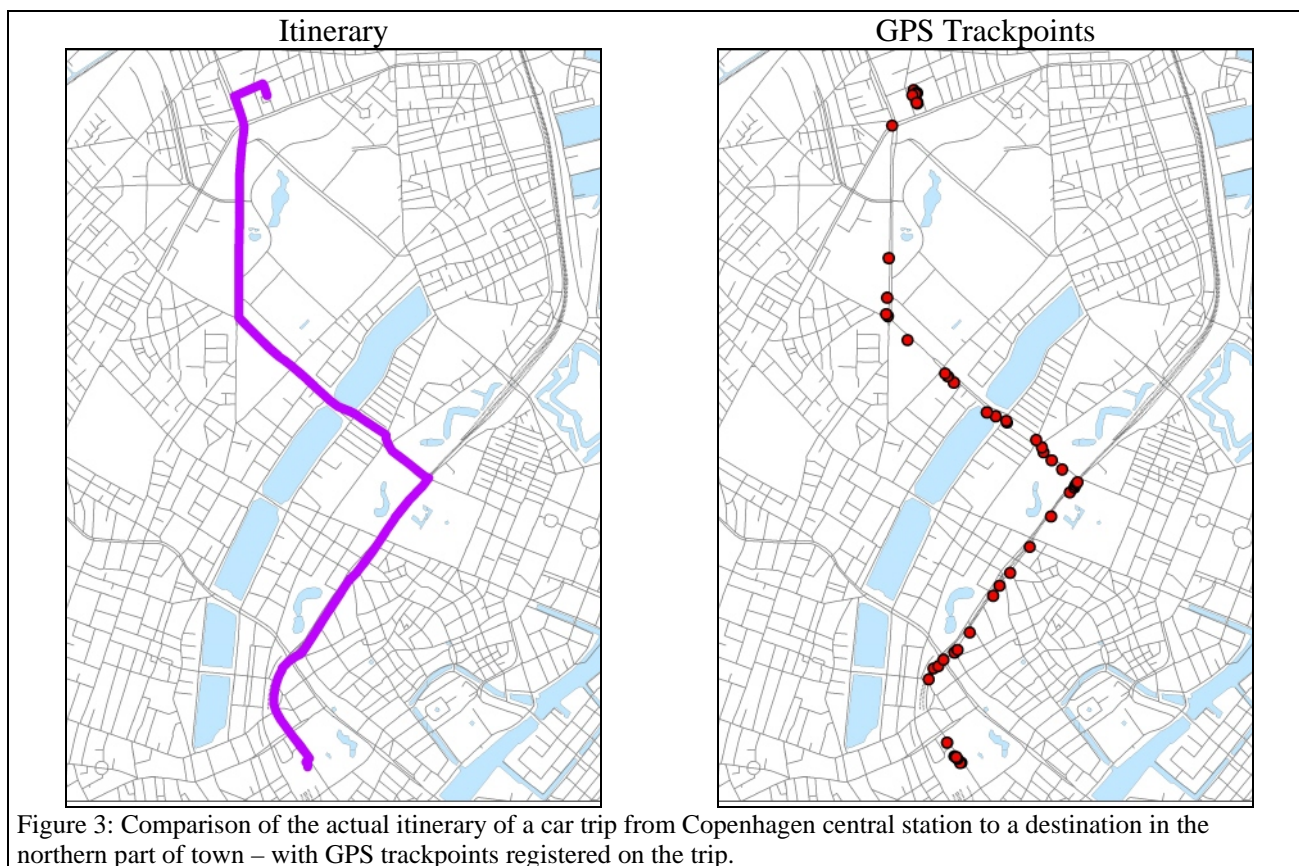 Itinerary
GPS Trackpoints
Figure 3: Comparison of the actual itinerary of a car trip from Copenhagen central station to a destination in the
northern part of town – with GPS trackpoints registered on the trip.